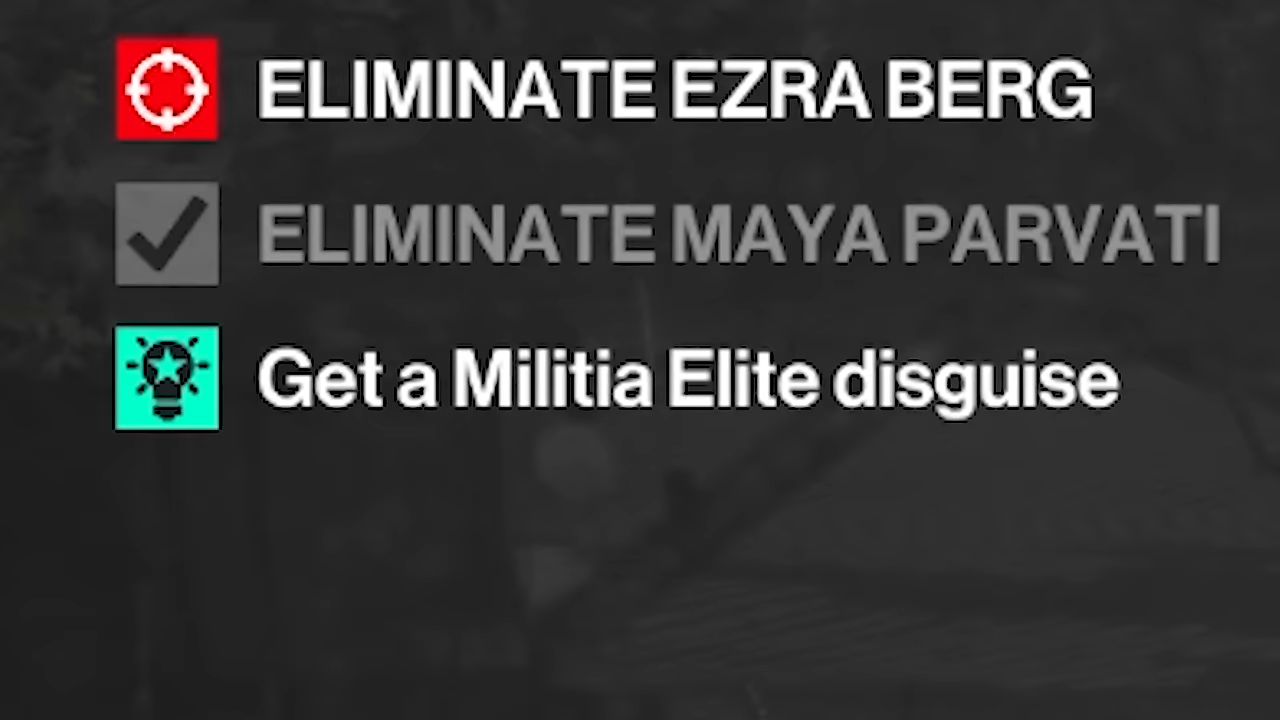 ELIMINATE EZRA BERG
ELIMINATE MAYA PARVATI
Get a Militia Elite disguise